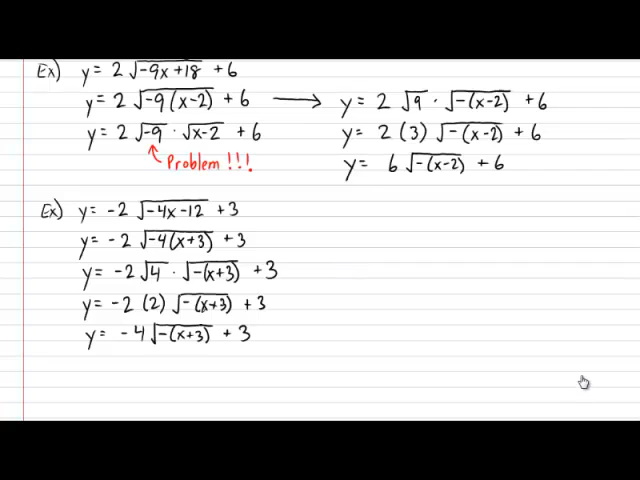 Ex) y = 2 √(-9x+18) + 6
y = 2 √(-9(x-2)) + 6 ⟶ y = 2 √9 · √(-(x-2)) + 6
y = 2 √-9 · √(x-2) + 6 y = 2 (3) √(-(x-2)) + 6
Problem !!! y = 6 √(-(x-2)) + 6
Ex) y = -2 √(-4x-12) + 3
y = -2 √(-4(x+3)) + 3
y = -2 √4 · √(-(x+3)) + 3
y = -2 (2) √(-(x+3)) + 3
y = -4 √(-(x+3)) + 3